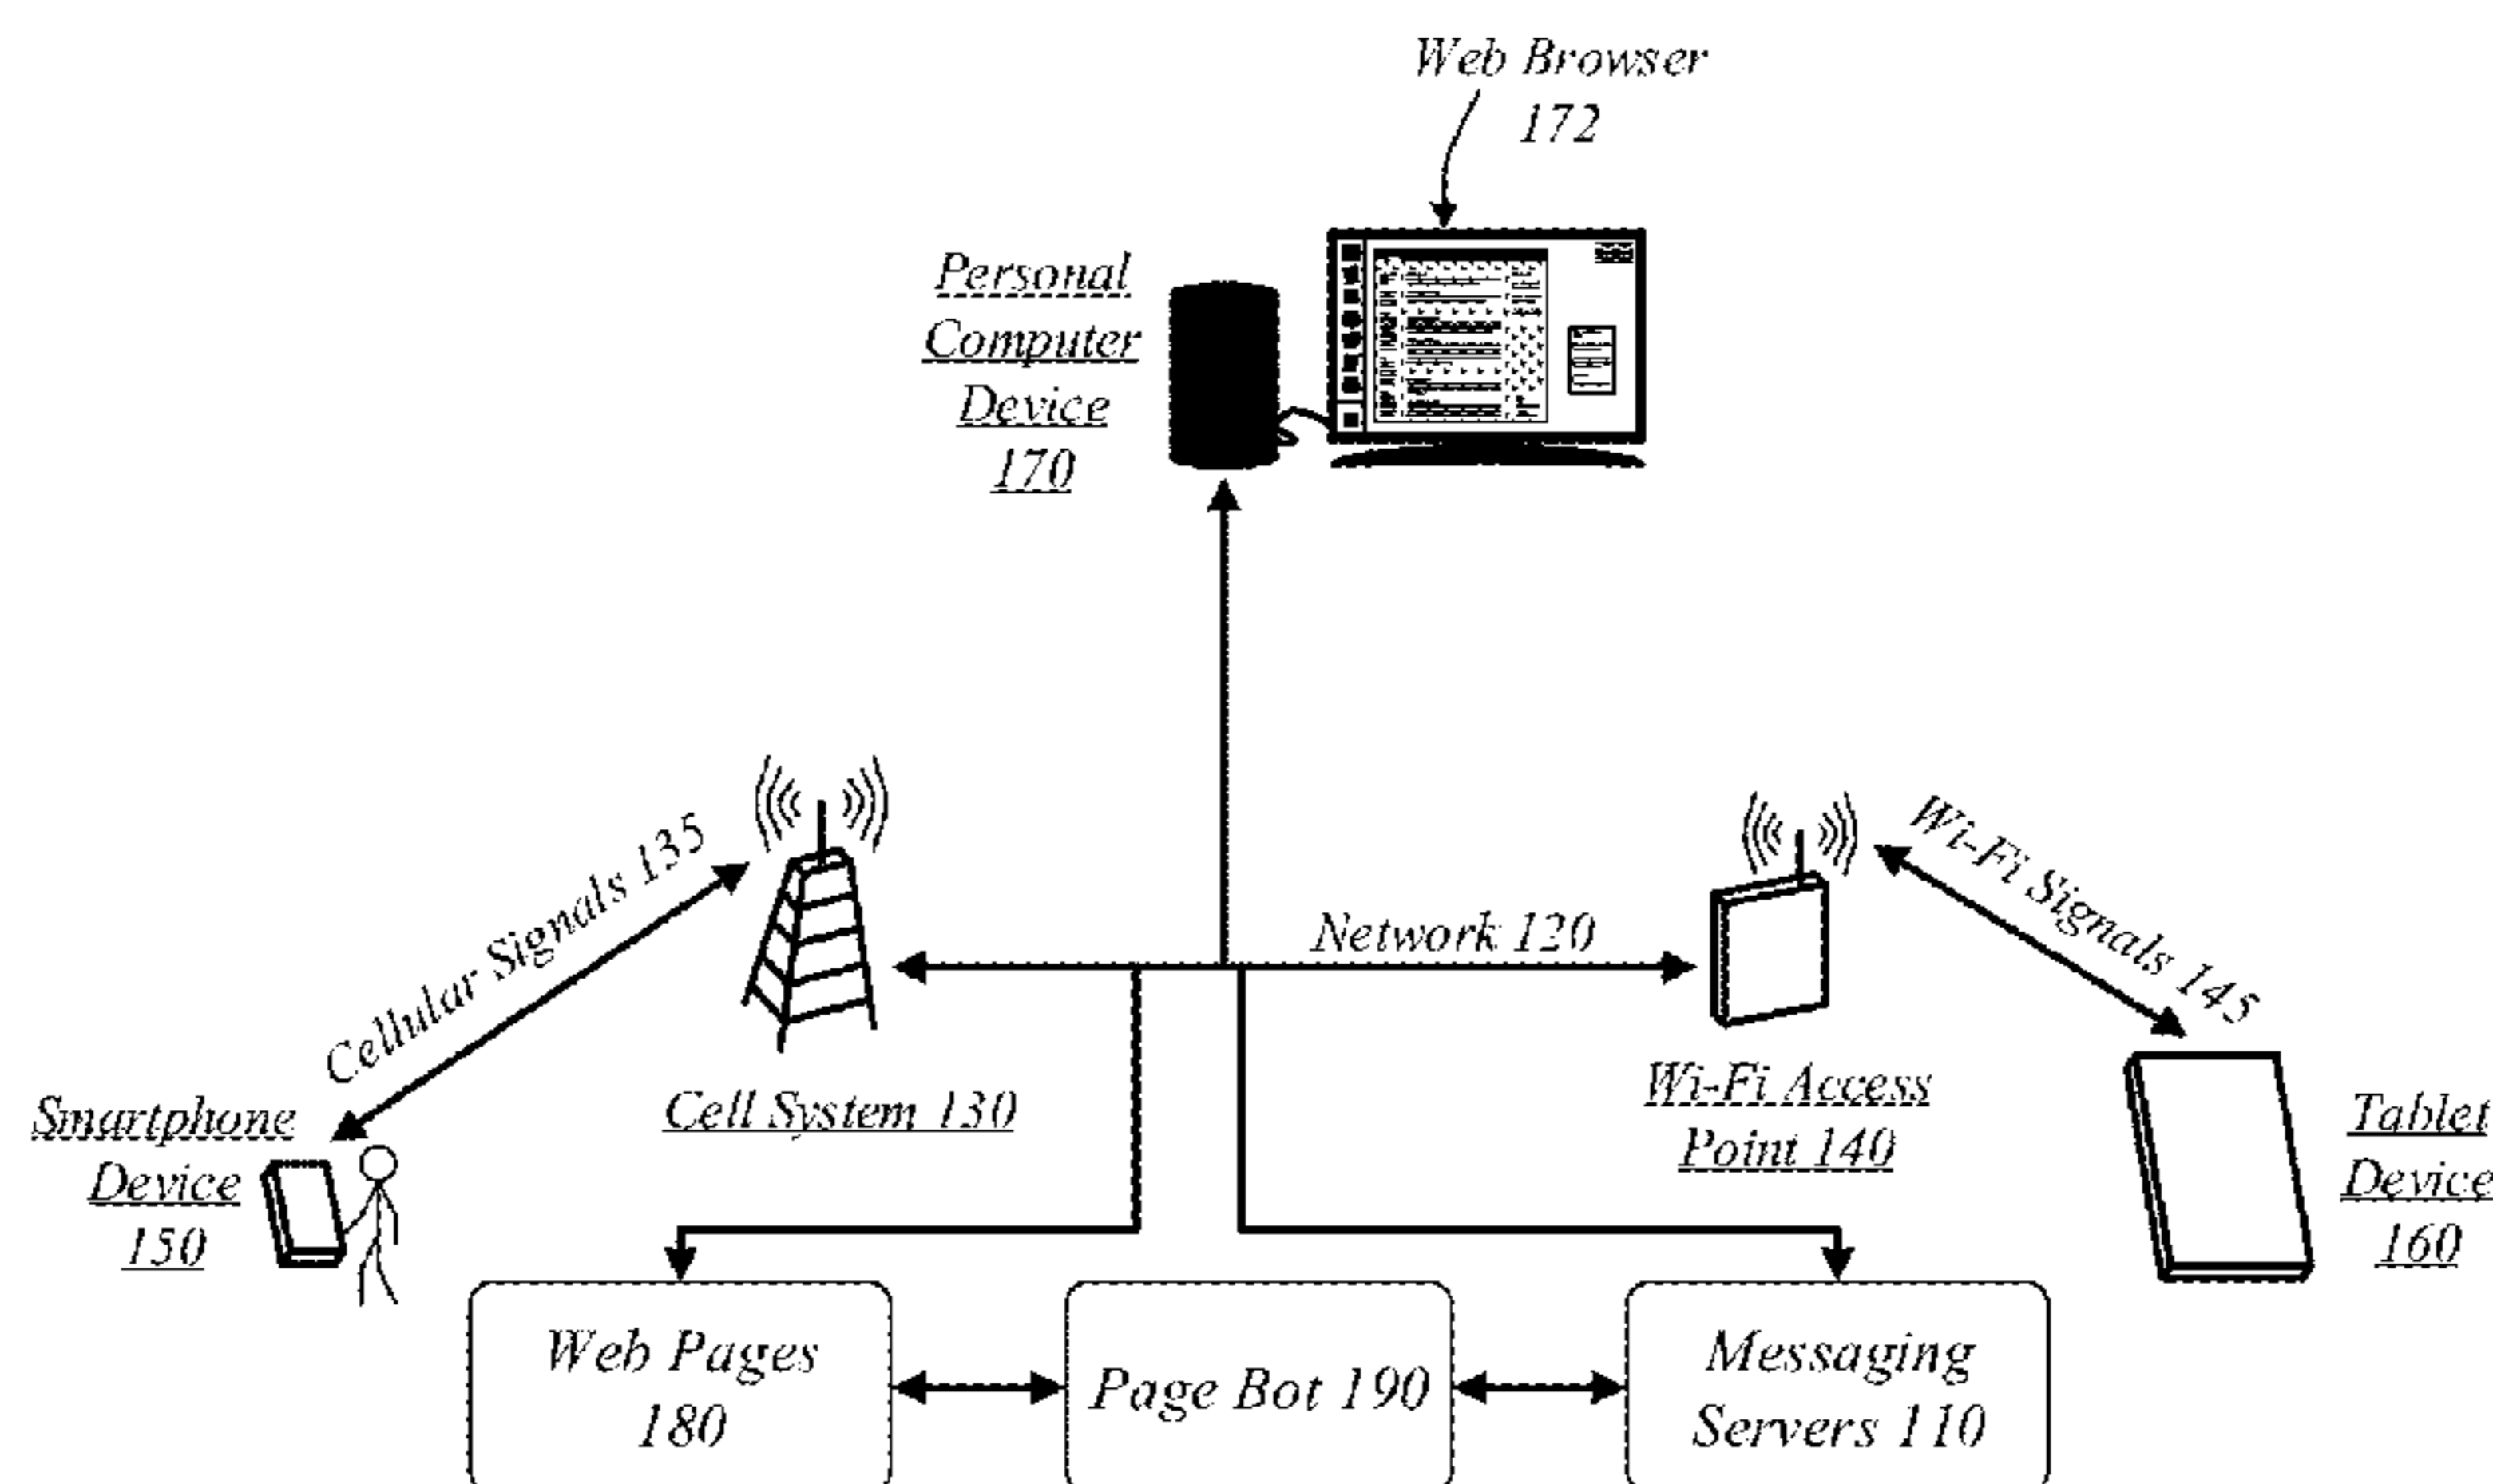 Web Browser
172
Personal
Computer
Device
170
Cellular Signals 135
Network 120
Wi-Fi Signals 145
Smartphone
Device
150
Cell System 130
Wi-Fi Access
Point 140
Tablet
Device
160
Web Pages
180
Page Bot 190
Messaging
Servers 110